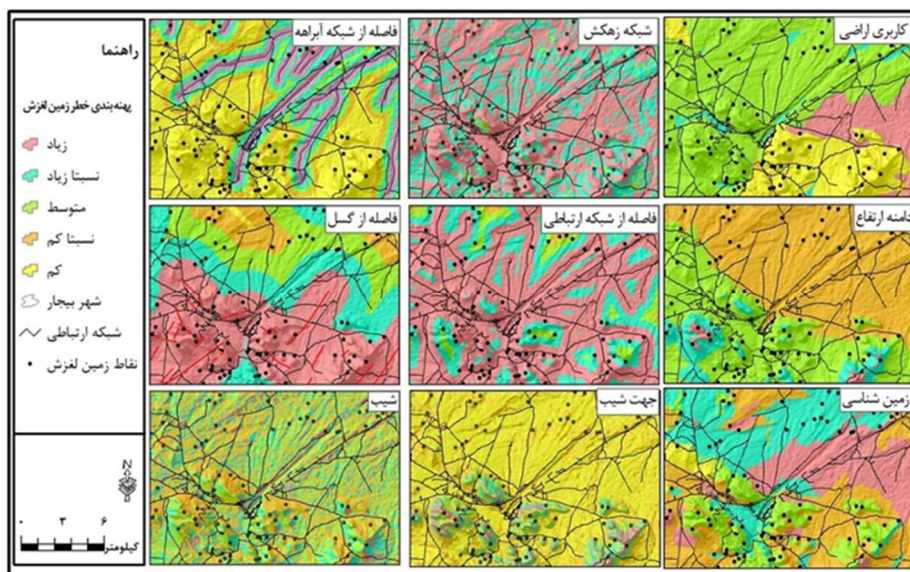 راهنما
پهنه‌بندی خطر زمین لغزش
زیاد
نسبتا زیاد
متوسط
نسبتا کم
کم
شهر بیجار
شبکه ارتباطی
نقاط زمین لغزش
N
۰ ۳ ۶
کیلومتر
فاصله از شبکه آبراهه
شبکه زهکش
کاربری اراضی
فاصله از گسل
فاصله از شبکه ارتباطی
دامنه ارتفاع
شیب
جهت شیب
زمین شناسی